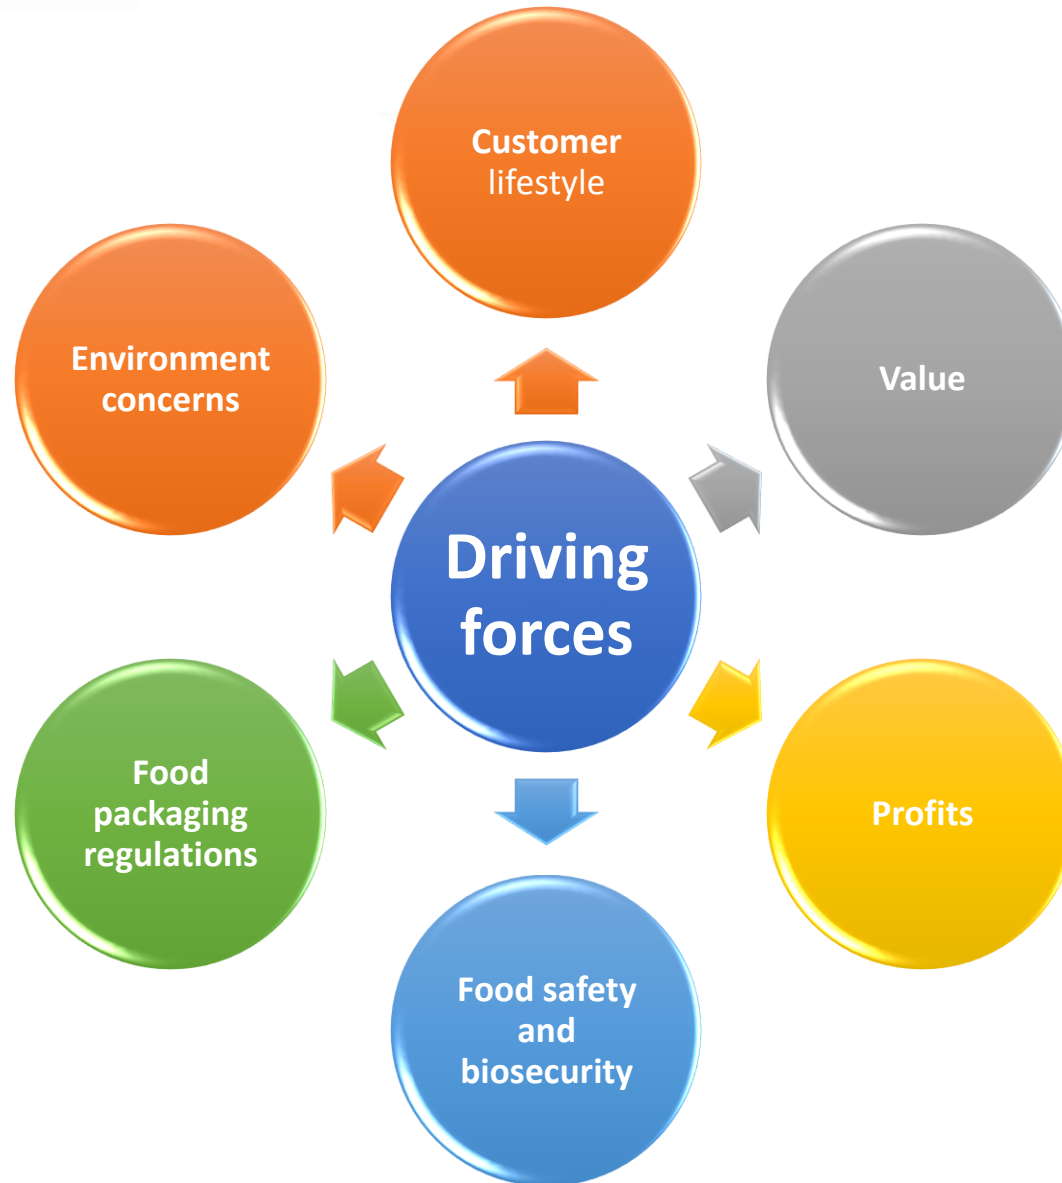 Customer
lifestyle
Environment
concerns
Value
Driving
forces
Food
packaging
regulations
Profits
Food safety
and
biosecurity